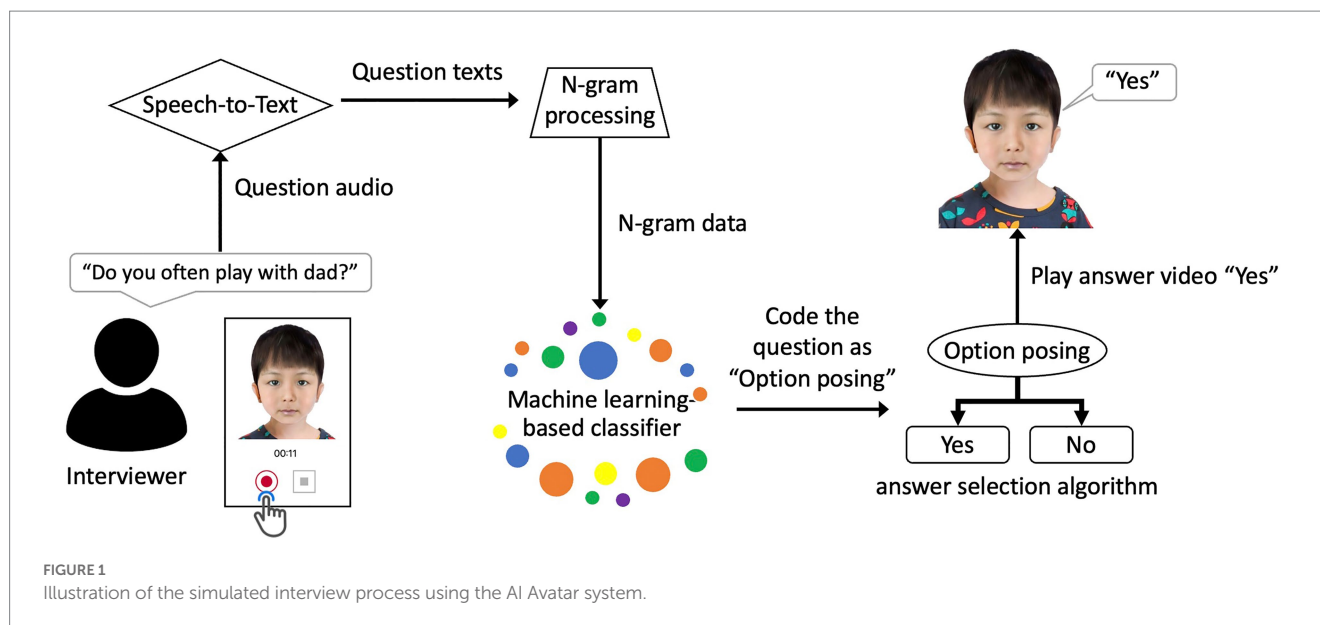 Speech-to-Text
Question texts
N-gram
processing
“Yes”
Question audio
N-gram data
“Do you often play with dad?”
Play answer video “Yes”
Code the
question as
“Option posing”
Option posing
Machine learning-
based classifier
00:11
Interviewer
Yes
No
answer selection algorithm
FIGURE 1
Illustration of the simulated interview process using the AI Avatar system.